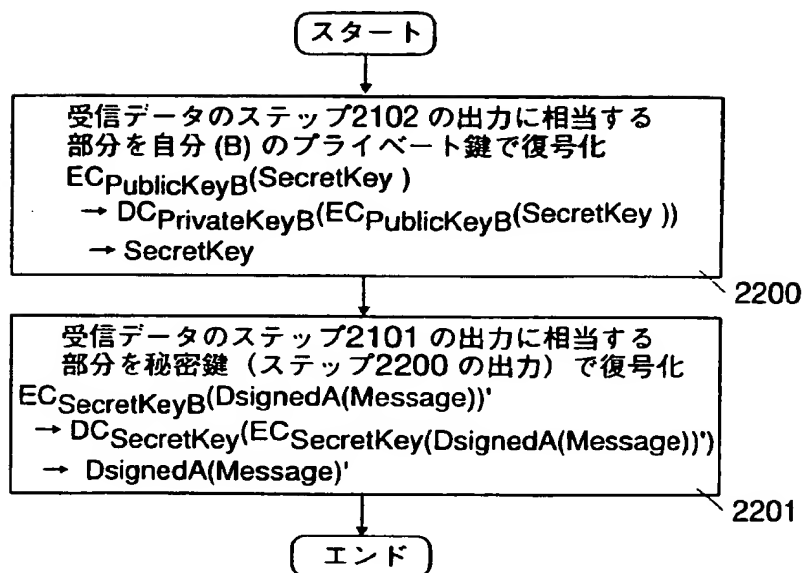 スタート
受信データのステップ2102 の出力に相当する
部分を自分 (B) のプライベート鍵で復号化
ECPublicKeyB(SecretKey )
→ DCPrivateKeyB(ECPublicKeyB(SecretKey ))
→ SecretKey
2200
受信データのステップ2101 の出力に相当する
部分を秘密鍵（ステップ2200 の出力）で復号化
ECSecretKeyB(DsignedA(Message))'
→ DCSecretKey(ECSecretKey(DsignedA(Message))')
→ DsignedA(Message)'
2201
エンド